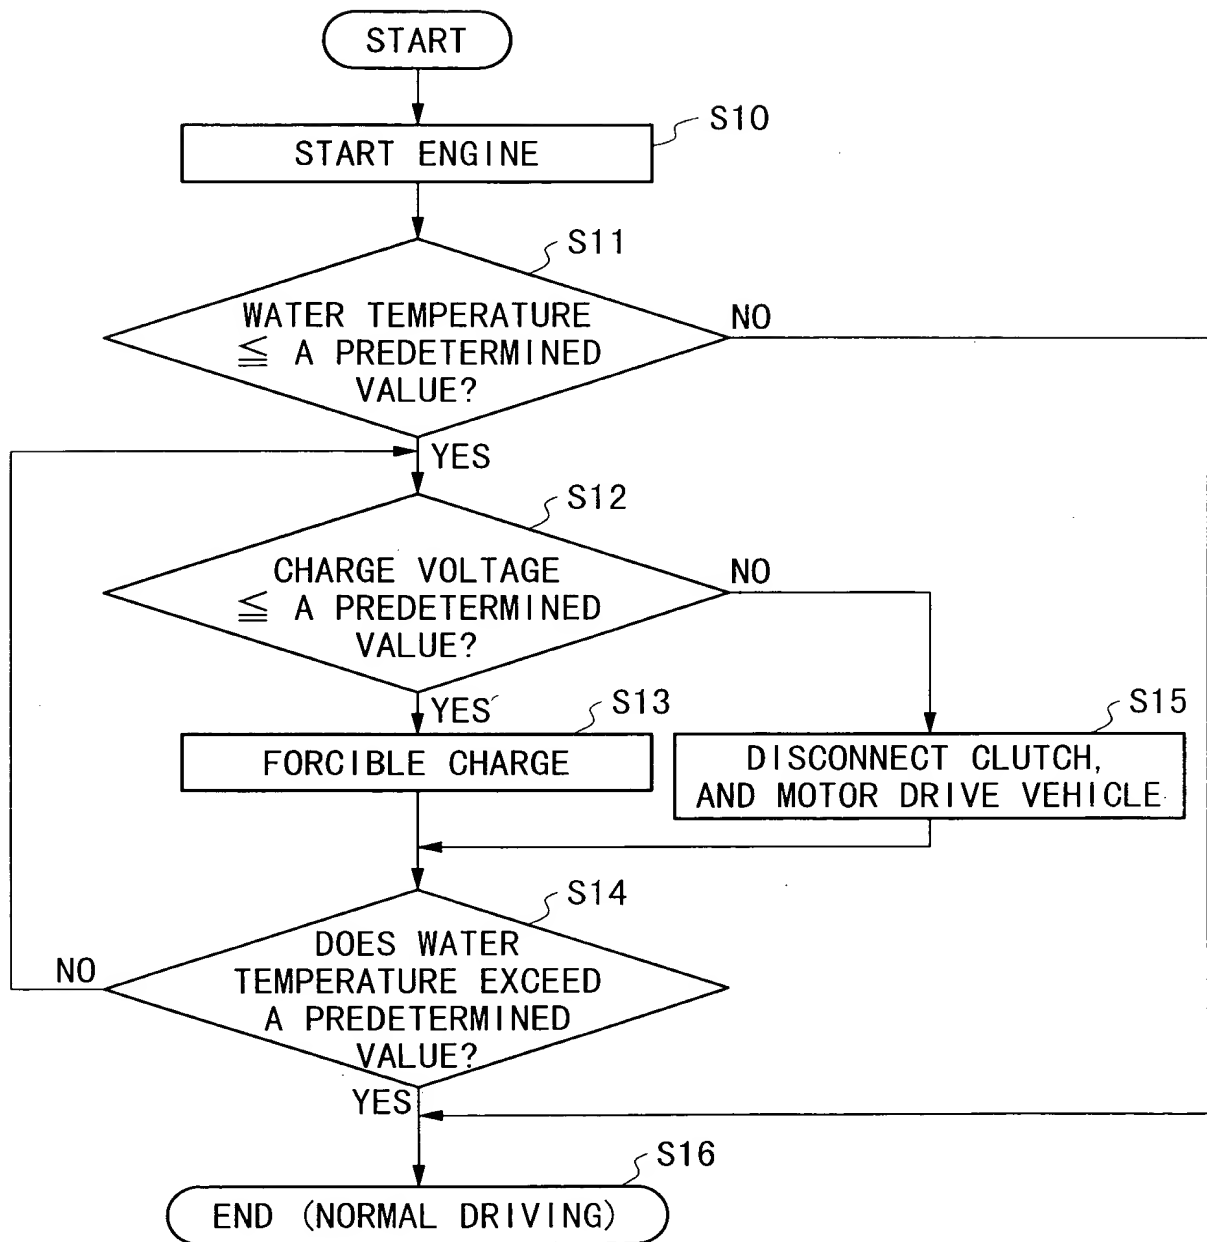 START
S10
START ENGINE
S11
WATER TEMPERATURE
≦ A PREDETERMINED
VALUE?
NO
YES
S12
CHARGE VOLTAGE
≦ A PREDETERMINED
VALUE?
NO
YES
S13
FORCIBLE CHARGE
S15
DISCONNECT CLUTCH,
AND MOTOR DRIVE VEHICLE
S14
DOES WATER
TEMPERATURE EXCEED
A PREDETERMINED
VALUE?
NO
YES
S16
END (NORMAL DRIVING)